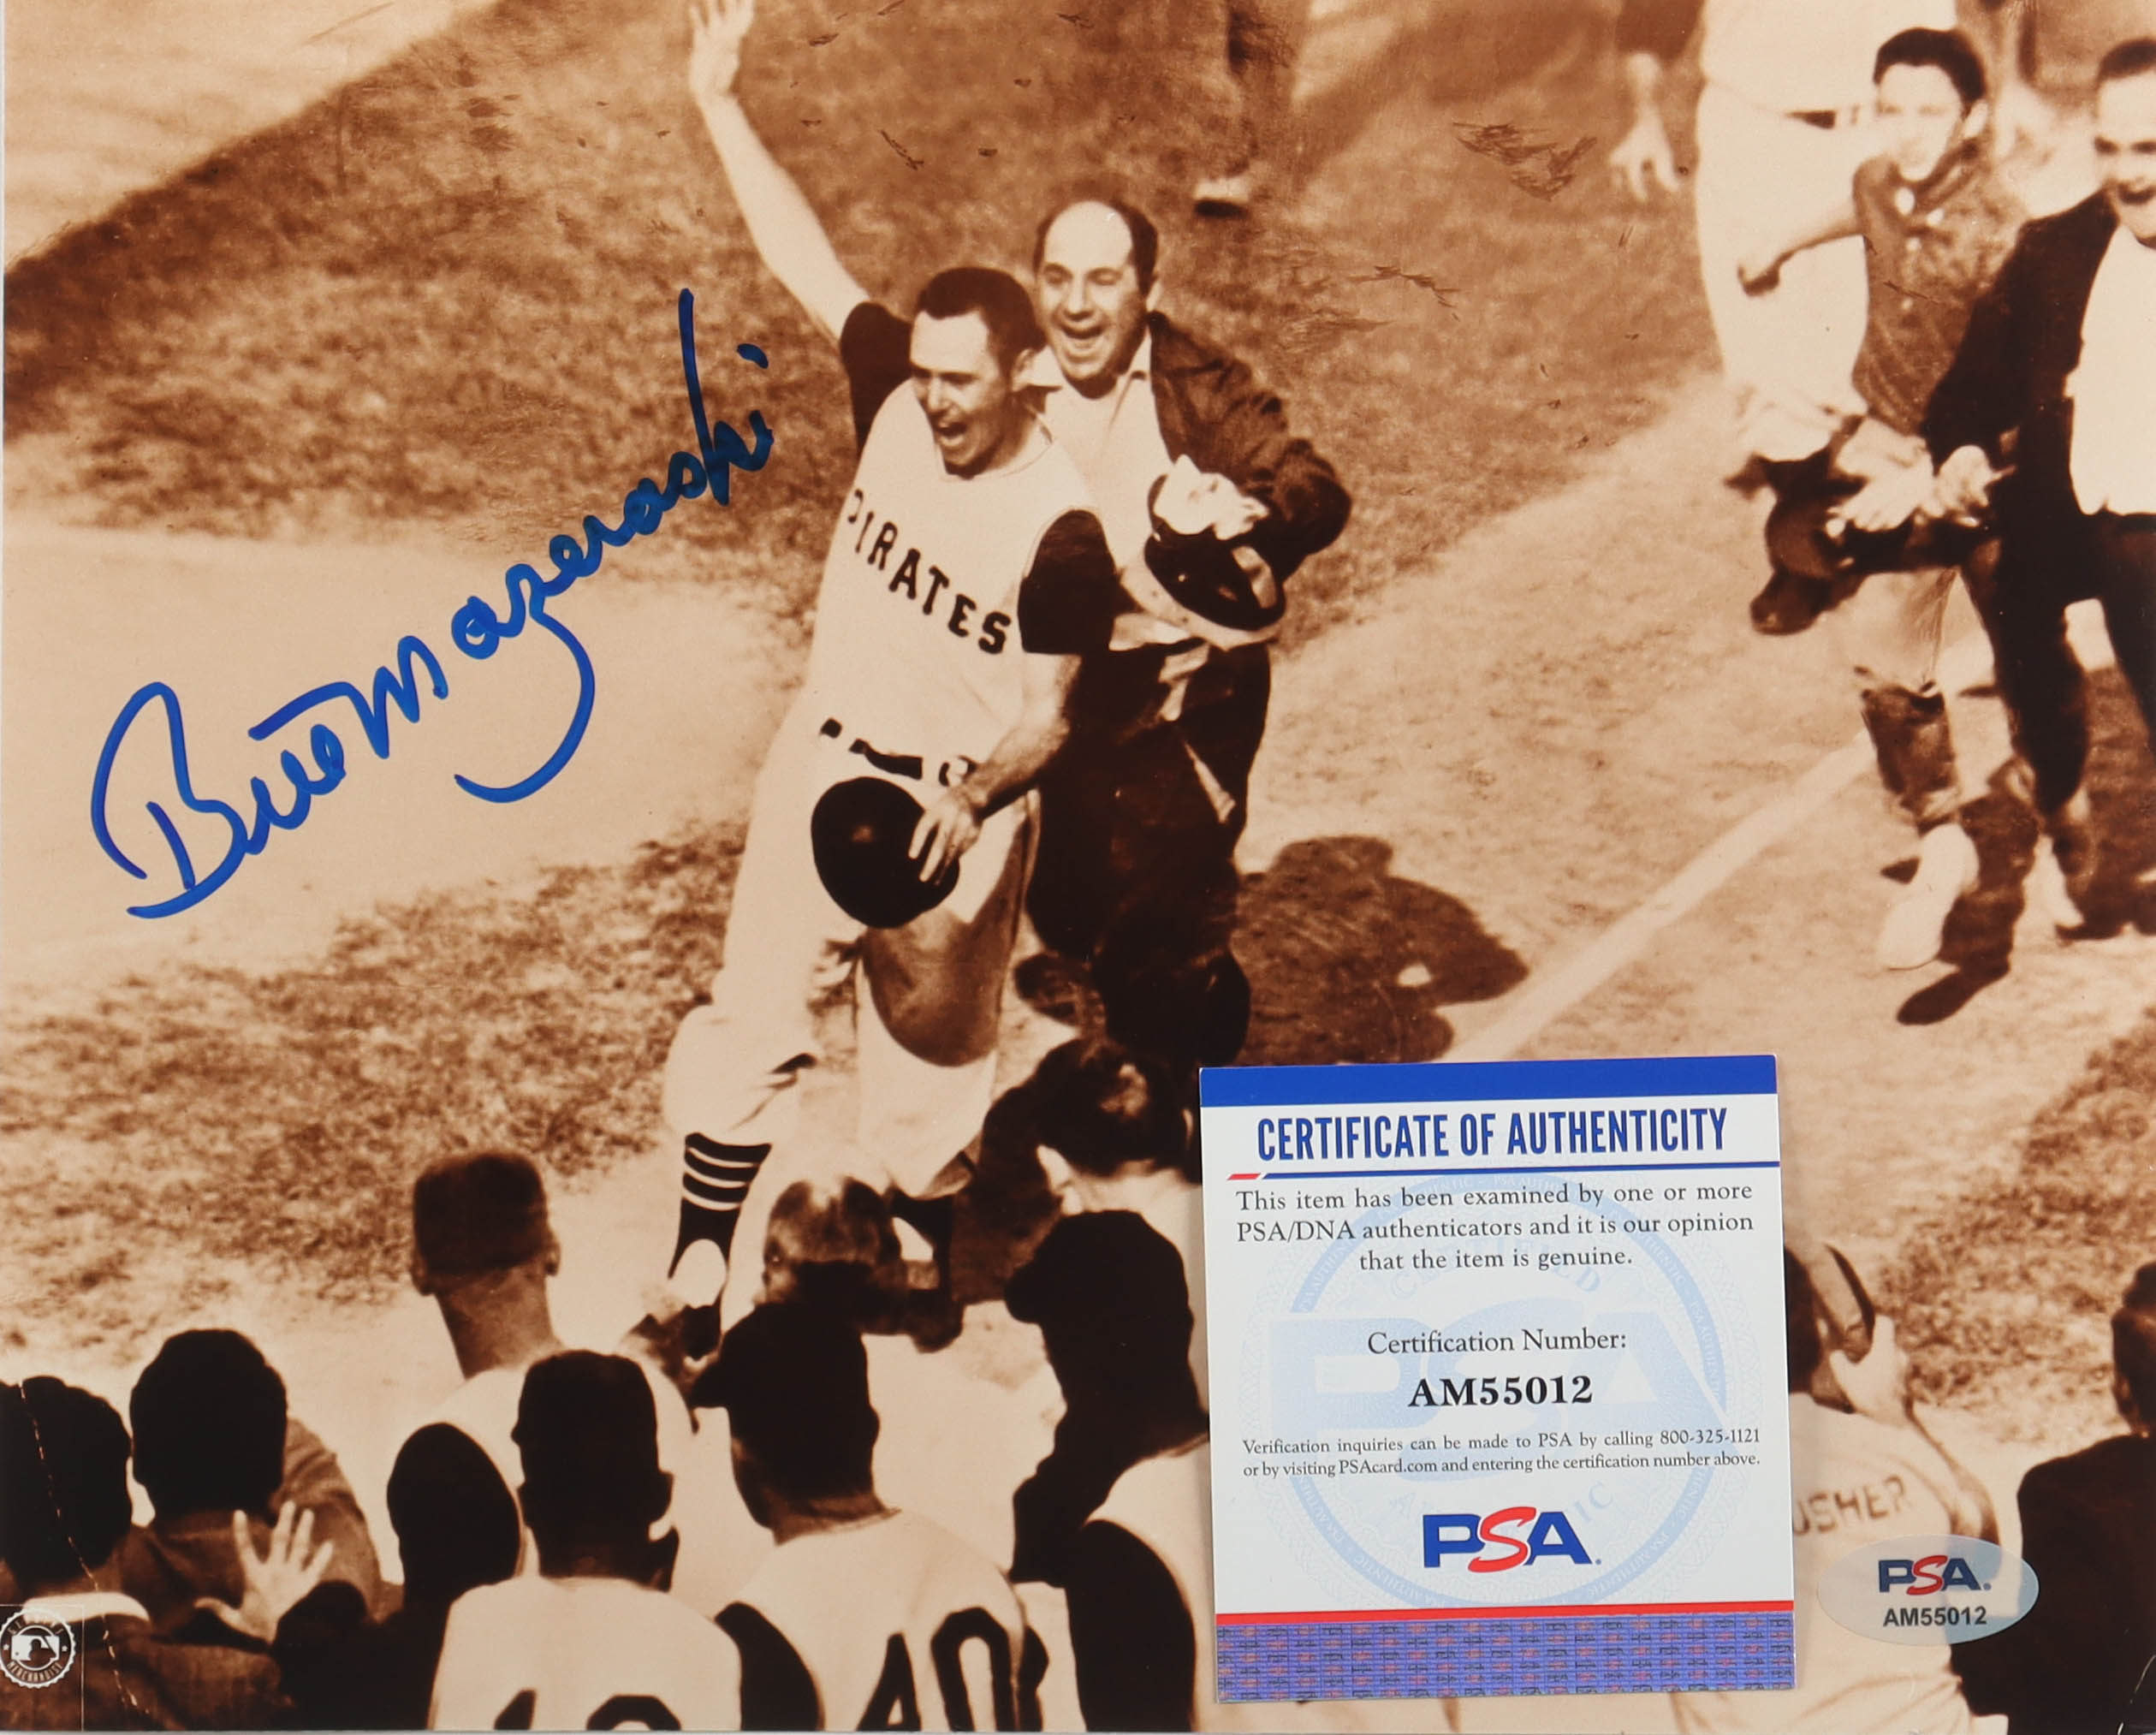 Bill Mazeroski
PIRATES
CERTIFICATE OF AUTHENTICITY
This item has been examined by one or more
PSA/DNA authenticators and it is our opinion
that the item is genuine.
Certification Number:
AM55012
Verification inquiries can be made to PSA by calling 800-325-1121
or by visiting PSAcard.com and entering the certification number above.
PSA
USHER
PSA
AM55012
40